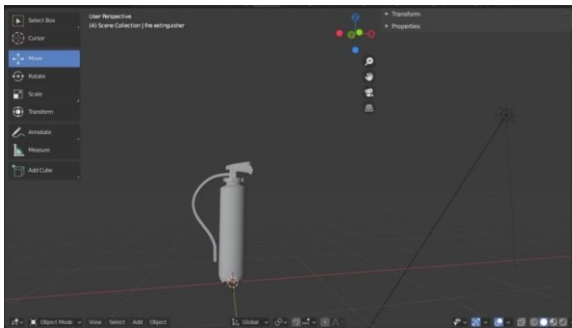 Select Box
Cursor
Move
Rotate
Scale
Transform
Annotate
Measure
Add Cube
User Perspective
(4) Scene Collection | fire extinguisher
Transform
Properties
Object Mode
View Select Add Object
Global